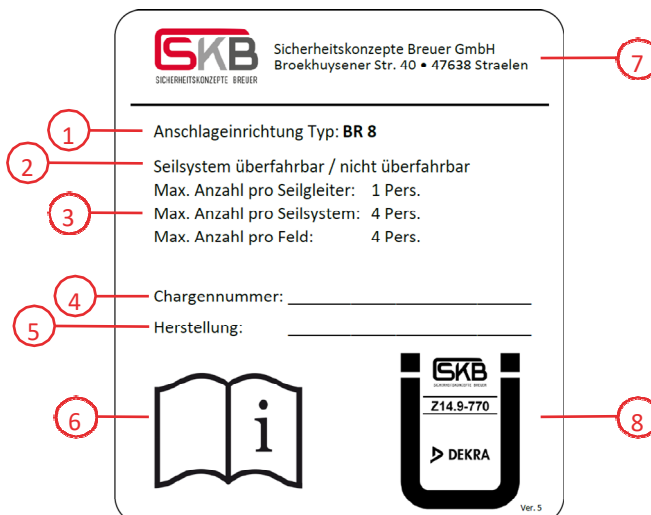 SKB
SICHERHEITSKONZEPTE BREUER
Sicherheitskonzepte Breuer GmbH
Broekhuysener Str. 40 • 47638 Straelen
7
1
Anschlageinrichtung Typ: BR 8
2
Seilsystem überfahrbar / nicht überfahrbar
Max. Anzahl pro Seilgleiter: 1 Pers.
3
Max. Anzahl pro Seilsystem: 4 Pers.
Max. Anzahl pro Feld: 4 Pers.
4
Chargennummer:
5
Herstellung:
6
i
SKB
SICHERHEITSKONZEPTE BREUER
Z14.9-770
DEKRA
8
Ver. 5